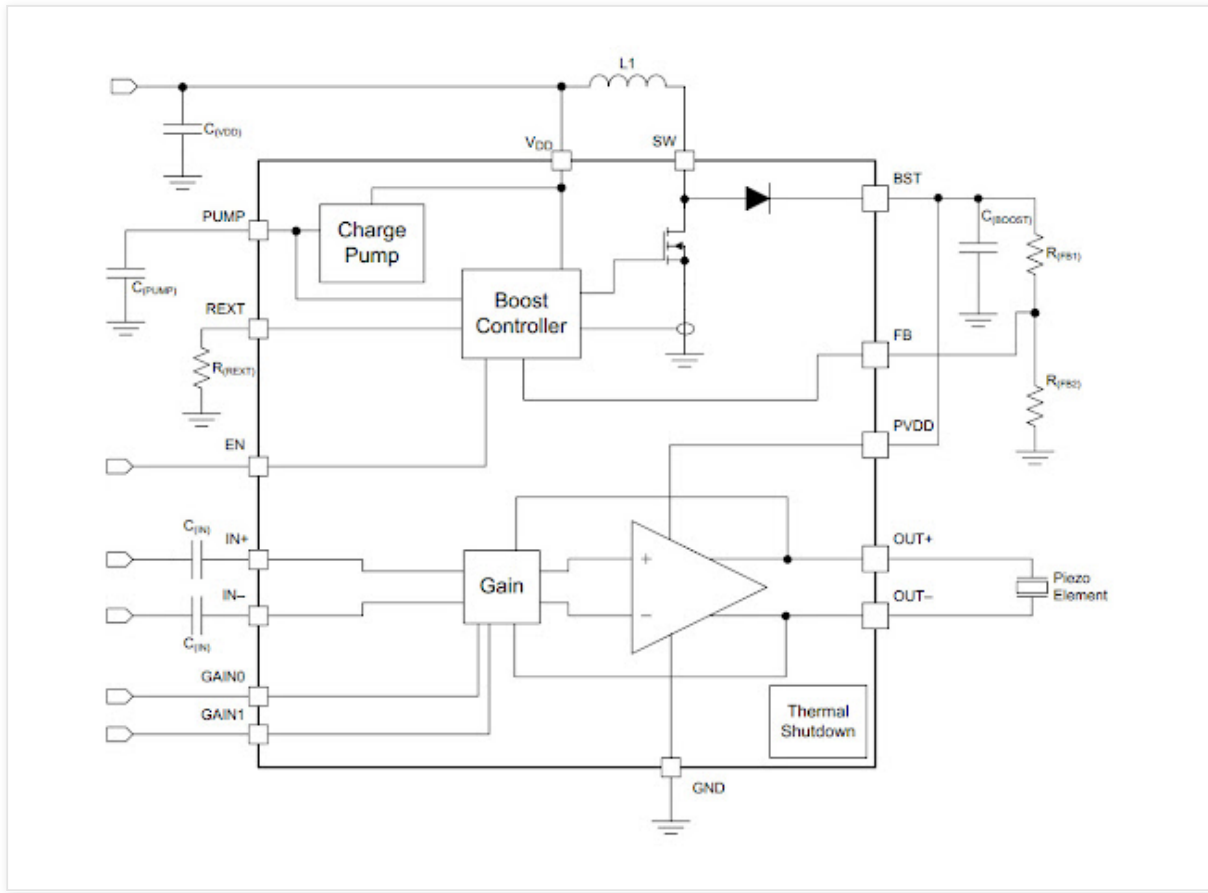 L1
C(VDD)
VDD
SW
BST
PUMP
Charge
Pump
C(BOOST)
R(FB1)
C(PUMP)
REXT
Boost
Controller
FB
R(REXT)
R(FB2)
PVDD
EN
C(IN)
IN+
+
OUT+
Gain
Piezo
Element
IN–
–
OUT–
C(IN)
GAIN0
GAIN1
Thermal
Shutdown
GND